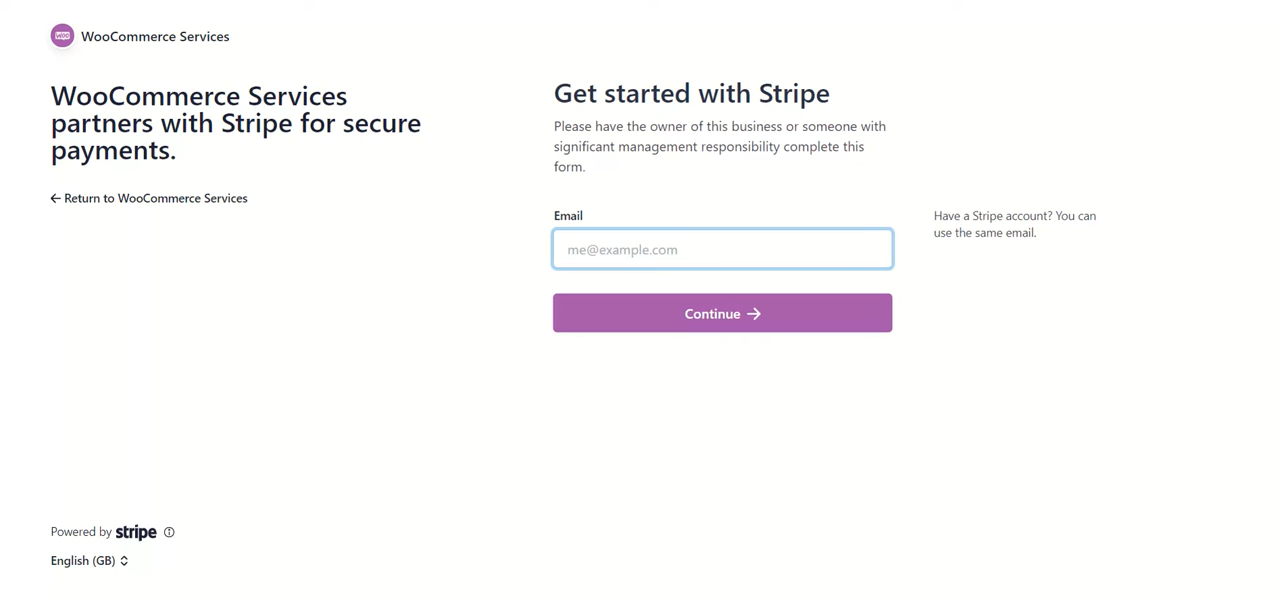 WOO WooCommerce Services
WooCommerce Services
partners with Stripe for secure
payments.
← Return to WooCommerce Services
Get started with Stripe
Please have the owner of this business or someone with
significant management responsibility complete this
form.
Email
me@example.com
Have a Stripe account? You can
use the same email.
Continue →
Powered by stripe
English (GB)